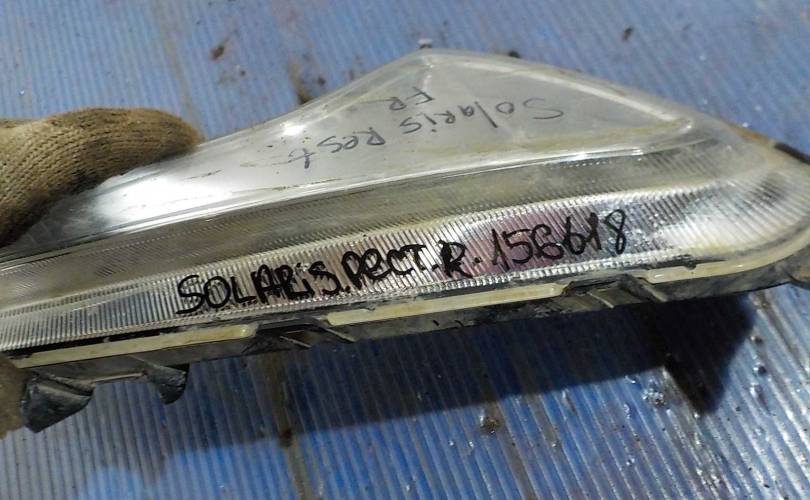 Solaris Rest
FR
SOLARiS.РЕСТ.R.156618